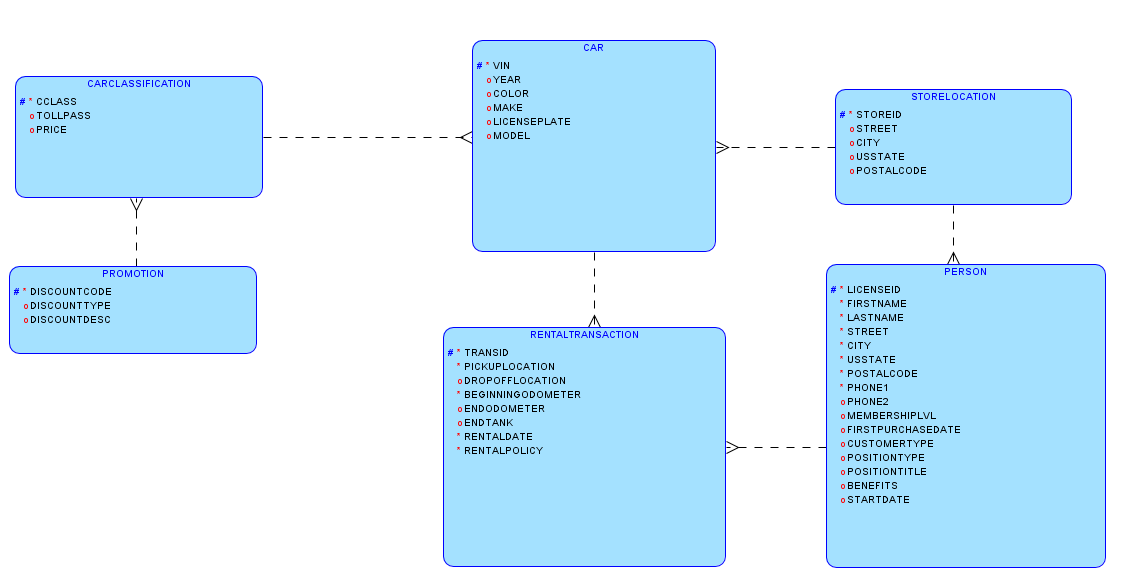 CARCLASSIFICATION
# * CCLASS
o TOLLPASS
o PRICE
CAR
# * VIN
o YEAR
o COLOR
o MAKE
o LICENSEPLATE
o MODEL
STORELOCATION
# * STOREID
o STREET
o CITY
o USSTATE
o POSTALCODE
PROMOTION
# * DISCOUNTCODE
o DISCOUNTTYPE
o DISCOUNTDESC
RENTALTRANSACTION
# * TRANSID
* PICKUPLOCATION
o DROPOFFLOCATION
* BEGINNINGODOMETER
o ENDODOMETER
o ENDTANK
* RENTALDATE
* RENTALPOLICY
PERSON
# * LICENSEID
* FIRSTNAME
* LASTNAME
* STREET
* CITY
* USSTATE
* POSTALCODE
* PHONE1
o PHONE2
o MEMBERSHIPLVL
o FIRSTPURCHASEDATE
o CUSTOMERTYPE
o POSITIONTYPE
o POSITIONTITLE
o BENEFITS
o STARTDATE